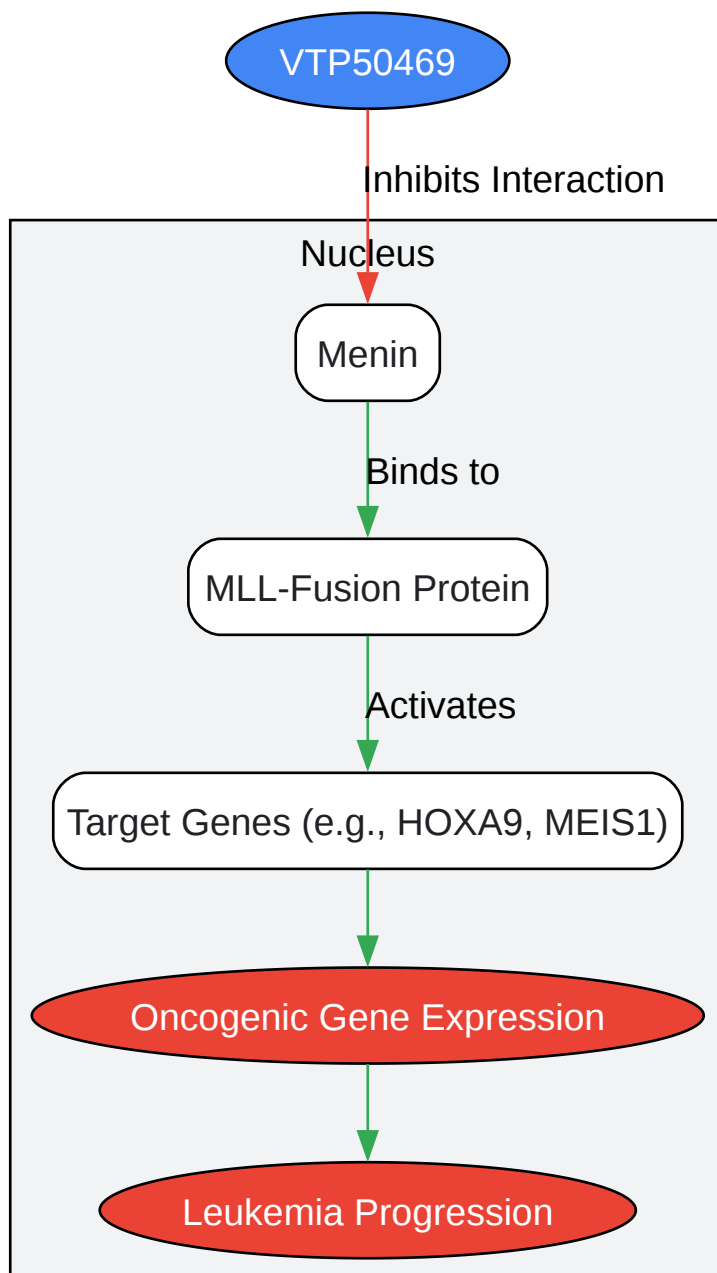 VTP50469
Inhibits Interaction
Nucleus
Menin
Binds to
MLL-Fusion Protein
Activates
Target Genes (e.g., HOXA9, MEIS1)
Oncogenic Gene Expression
Leukemia Progression